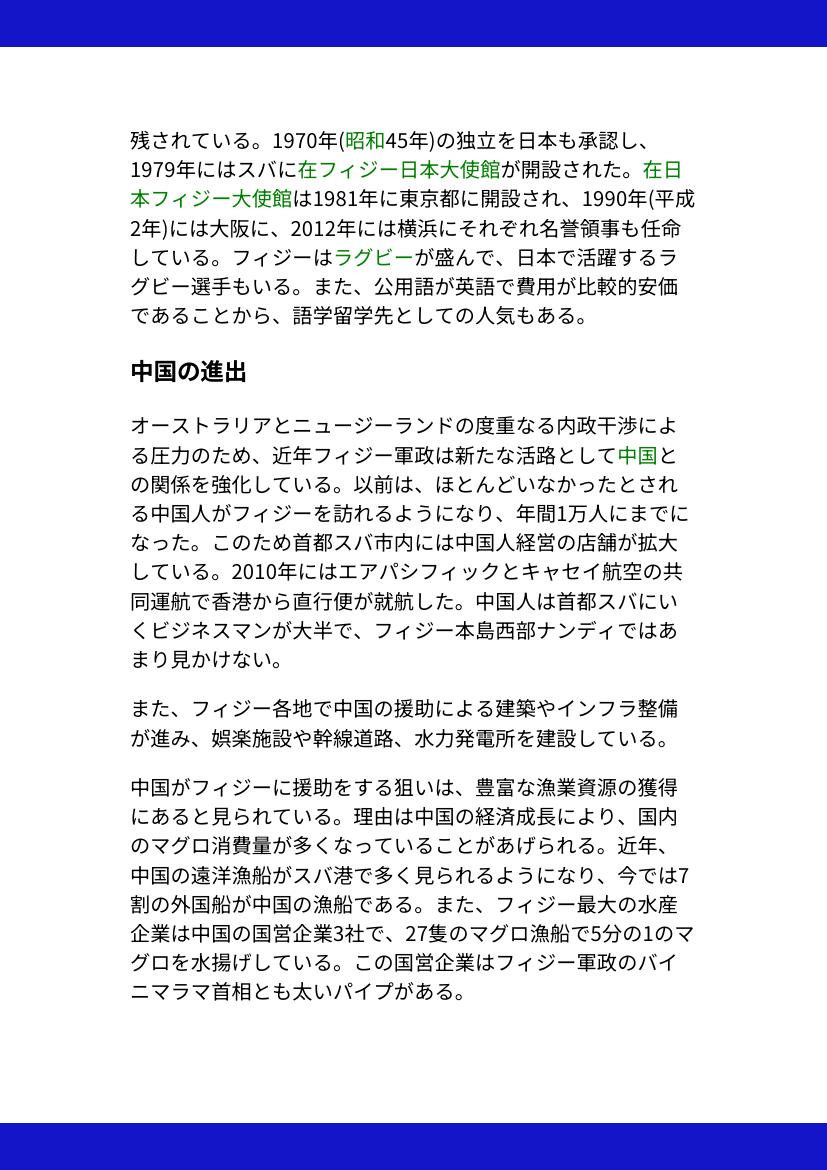 残されている。1970年(昭和45年)の独立を日本も承認し、
1979年にはスバに在フィジー日本大使館が開設された。在日
本フィジー大使館は1981年に東京都に開設され、1990年(平成
2年)には大阪に、2012年には横浜にそれぞれ名誉領事も任命
している。フィジーはラグビーが盛んで、日本で活躍するラ
グビー選手もいる。また、公用語が英語で費用が比較的安価
であることから、語学留学先としての人気もある。
中国の進出
オーストラリアとニュージーランドの度重なる内政干渉によ
る圧力のため、近年フィジー軍政は新たな活路として中国と
の関係を強化している。以前は、ほとんどいなかったとされ
る中国人がフィジーを訪れるようになり、年間1万人にまでに
なった。このため首都スバ市内には中国人経営の店舗が拡大
している。2010年にはエアパシフィックとキャセイ航空の共
同運航で香港から直行便が就航した。中国人は首都スバにい
くビジネスマンが大半で、フィジー本島西部ナンディではあ
まり見かけない。
また、フィジー各地で中国の援助による建築やインフラ整備
が進み、娯楽施設や幹線道路、水力発電所を建設している。
中国がフィジーに援助をする狙いは、豊富な漁業資源の獲得
にあると見られている。理由は中国の経済成長により、国内
のマグロ消費量が多くなっていることがあげられる。近年、
中国の遠洋漁船がスバ港で多く見られるようになり、今では7
割の外国船が中国の漁船である。また、フィジー最大の水産
企業は中国の国営企業3社で、27隻のマグロ漁船で5分の1のマ
グロを水揚げしている。この国営企業はフィジー軍政のバイ
ニマラマ首相とも太いパイプがある。